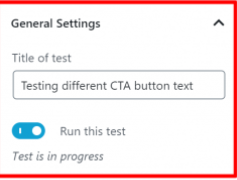 General Settings
Title of test
Testing different CTA button text
Run this test
Test is in progress